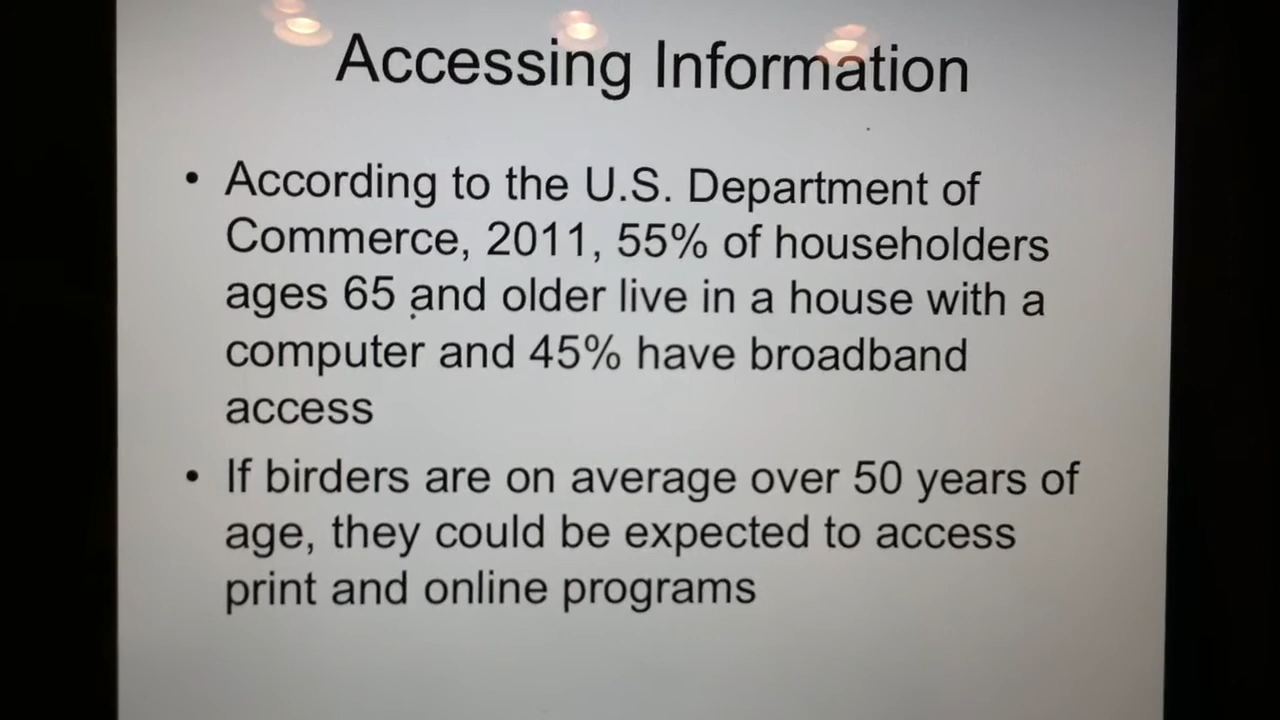 Accessing Information
• According to the U.S. Department of
Commerce, 2011, 55% of householders
ages 65 and older live in a house with a
computer and 45% have broadband
access
• If birders are on average over 50 years of
age, they could be expected to access
print and online programs